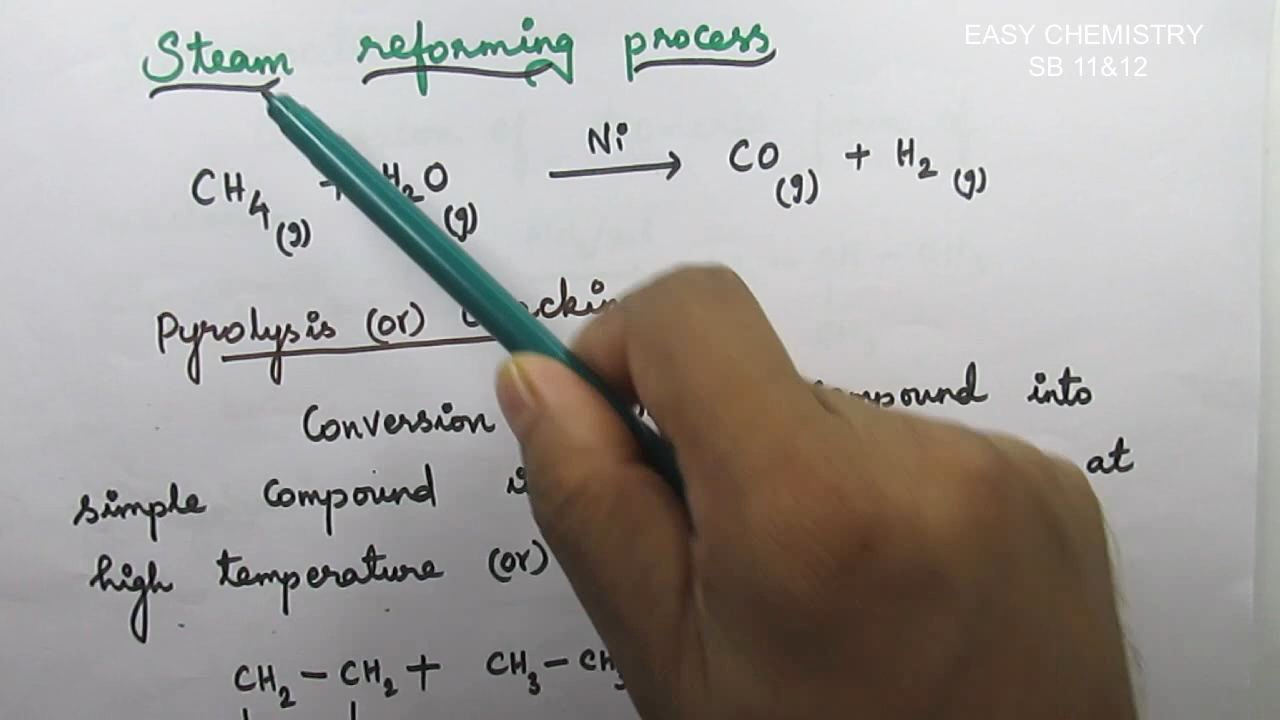 EASY CHEMISTRY
SB 11&12
Steam reforming process
CH₄(g) + H₂O(g) Ni → CO(g) + H₂(g)
Pyrolysis (or)
Conversion into
simple compound at
high temperature (or)
CH₂ – CH₂ + CH₃ – CH₃